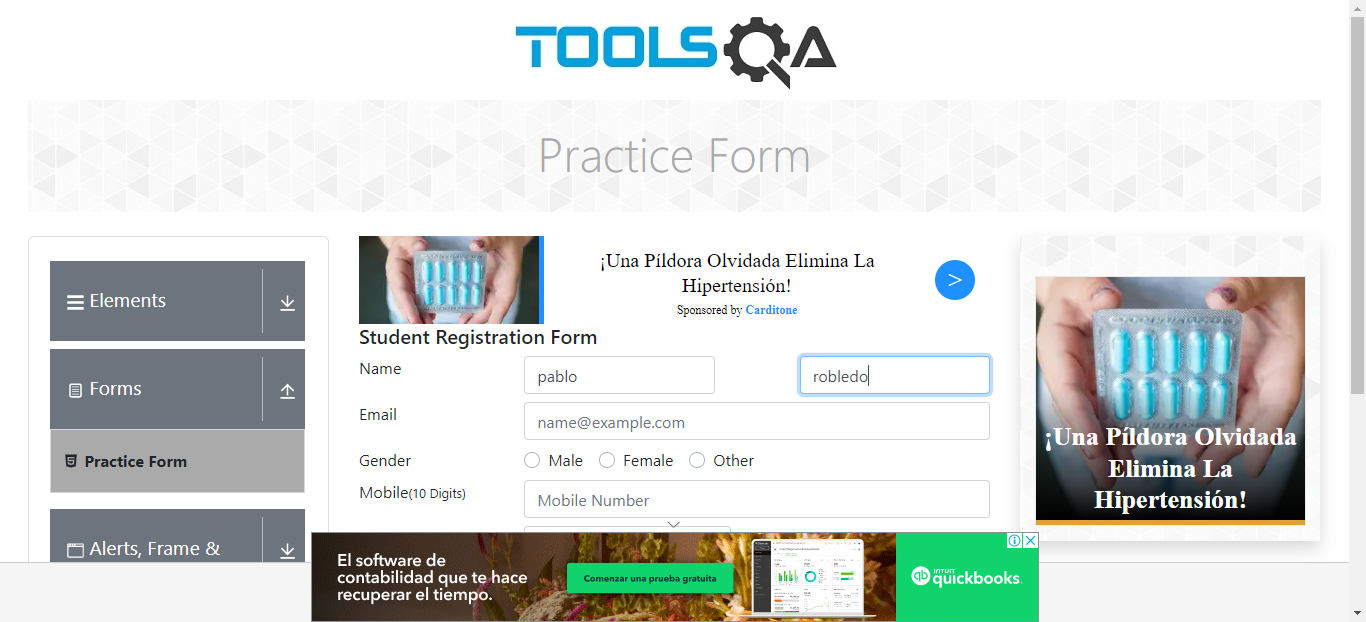 TOOLSQA
Practice Form
Elements
Forms
Practice Form
Alerts, Frame &
¡Una Píldora Olvidada Elimina La
Hipertensión!
Sponsored by Carditone
>
Student Registration Form
Name
pablo
robledo
Email
name@example.com
Gender
Male
Female
Other
Mobile(10 Digits)
Mobile Number
¡Una Píldora Olvidada
Elimina La
Hipertensión!
El software de
contabilidad que te hace
recuperar el tiempo.
Comenzar una prueba gratuita
INTUIT
quickbooks.